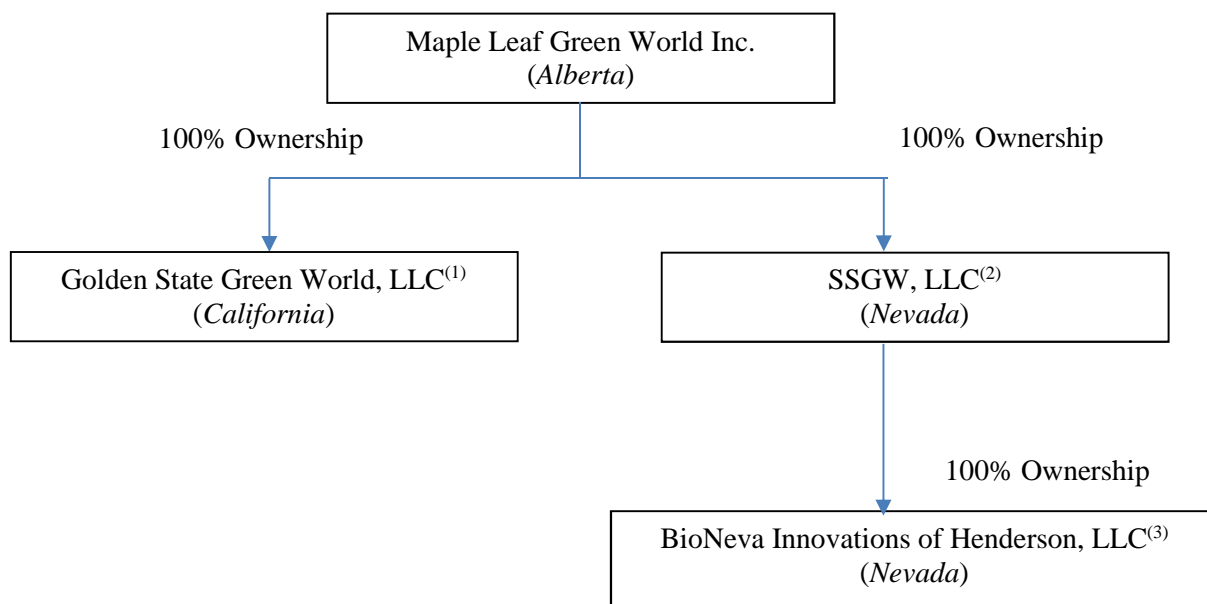 Maple Leaf Green World Inc.
(Alberta)
100% Ownership
100% Ownership
Golden State Green World, LLC(1)
(California)
SSGW, LLC(2)
(Nevada)
100% Ownership
BioNeva Innovations of Henderson, LLC(3)
(Nevada)